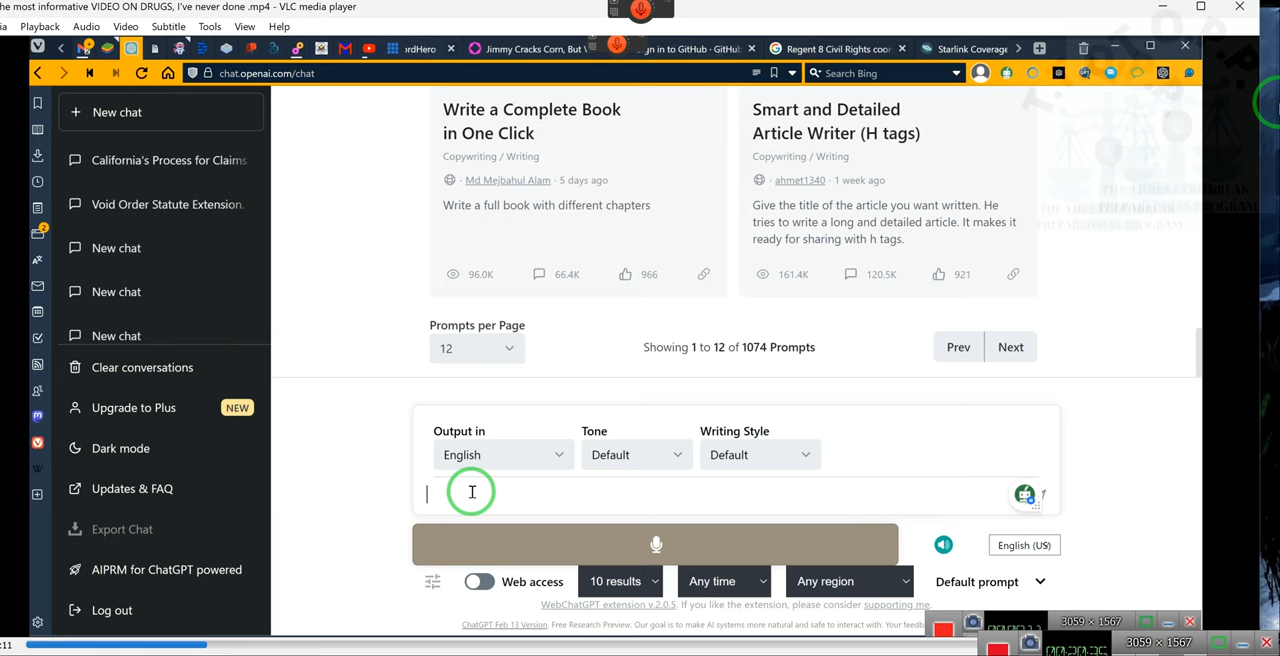 he most informative VIDEO ON DRUGS, I've never done .mp4 - VLC media player
ia Playback Audio Video Subtitle Tools View Help
ordHero
Jimmy Cracks Corn, But
in to GitHub · GitHub
Regent 8 Civil Rights coor
Starlink Coverage
chat.openai.com/chat
Search Bing
New chat
California's Process for Claims
Void Order Statute Extension.
New chat
New chat
New chat
Clear conversations
Upgrade to Plus NEW
Dark mode
Updates & FAQ
Export Chat
AIPRM for ChatGPT powered
Log out
Write a Complete Book
in One Click
Copywriting / Writing
· Md Mejbahul Alam · 5 days ago
Write a full book with different chapters
96.0K 66.4K 966
Smart and Detailed
Article Writer (H tags)
Copywriting / Writing
· ahmet1340 · 1 week ago
Give the title of the article you want written. He
tries to write a long and detailed article. It makes it
ready for sharing with h tags.
161.4K 120.5K 921
Prompts per Page
12
Showing 1 to 12 of 1074 Prompts
Prev Next
Output in Tone Writing Style
English Default Default
English (US)
Web access 10 results Any time Any region Default prompt
WebChatGPT extension v.2.0.5. If you like the extension, please consider supporting me.
ChatGPT Feb 13 Version. Free Research Preview. Our goal is to make AI systems more natural and safe to interact with. Your
3059 × 1567
3059 × 1567
:11